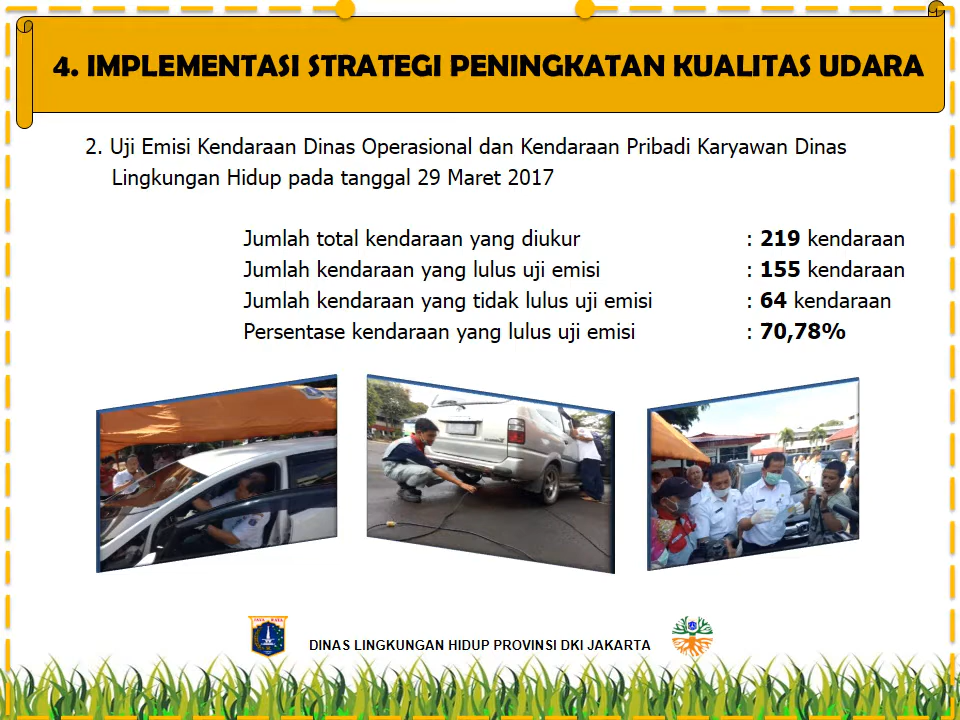 4. IMPLEMENTASI STRATEGI PENINGKATAN KUALITAS UDARA
2. Uji Emisi Kendaraan Dinas Operasional dan Kendaraan Pribadi Karyawan Dinas
Lingkungan Hidup pada tanggal 29 Maret 2017
Jumlah total kendaraan yang diukur : 219 kendaraan
Jumlah kendaraan yang lulus uji emisi : 155 kendaraan
Jumlah kendaraan yang tidak lulus uji emisi : 64 kendaraan
Persentase kendaraan yang lulus uji emisi : 70,78%
JAYA RAYA
DINAS LINGKUNGAN HIDUP PROVINSI DKI JAKARTA